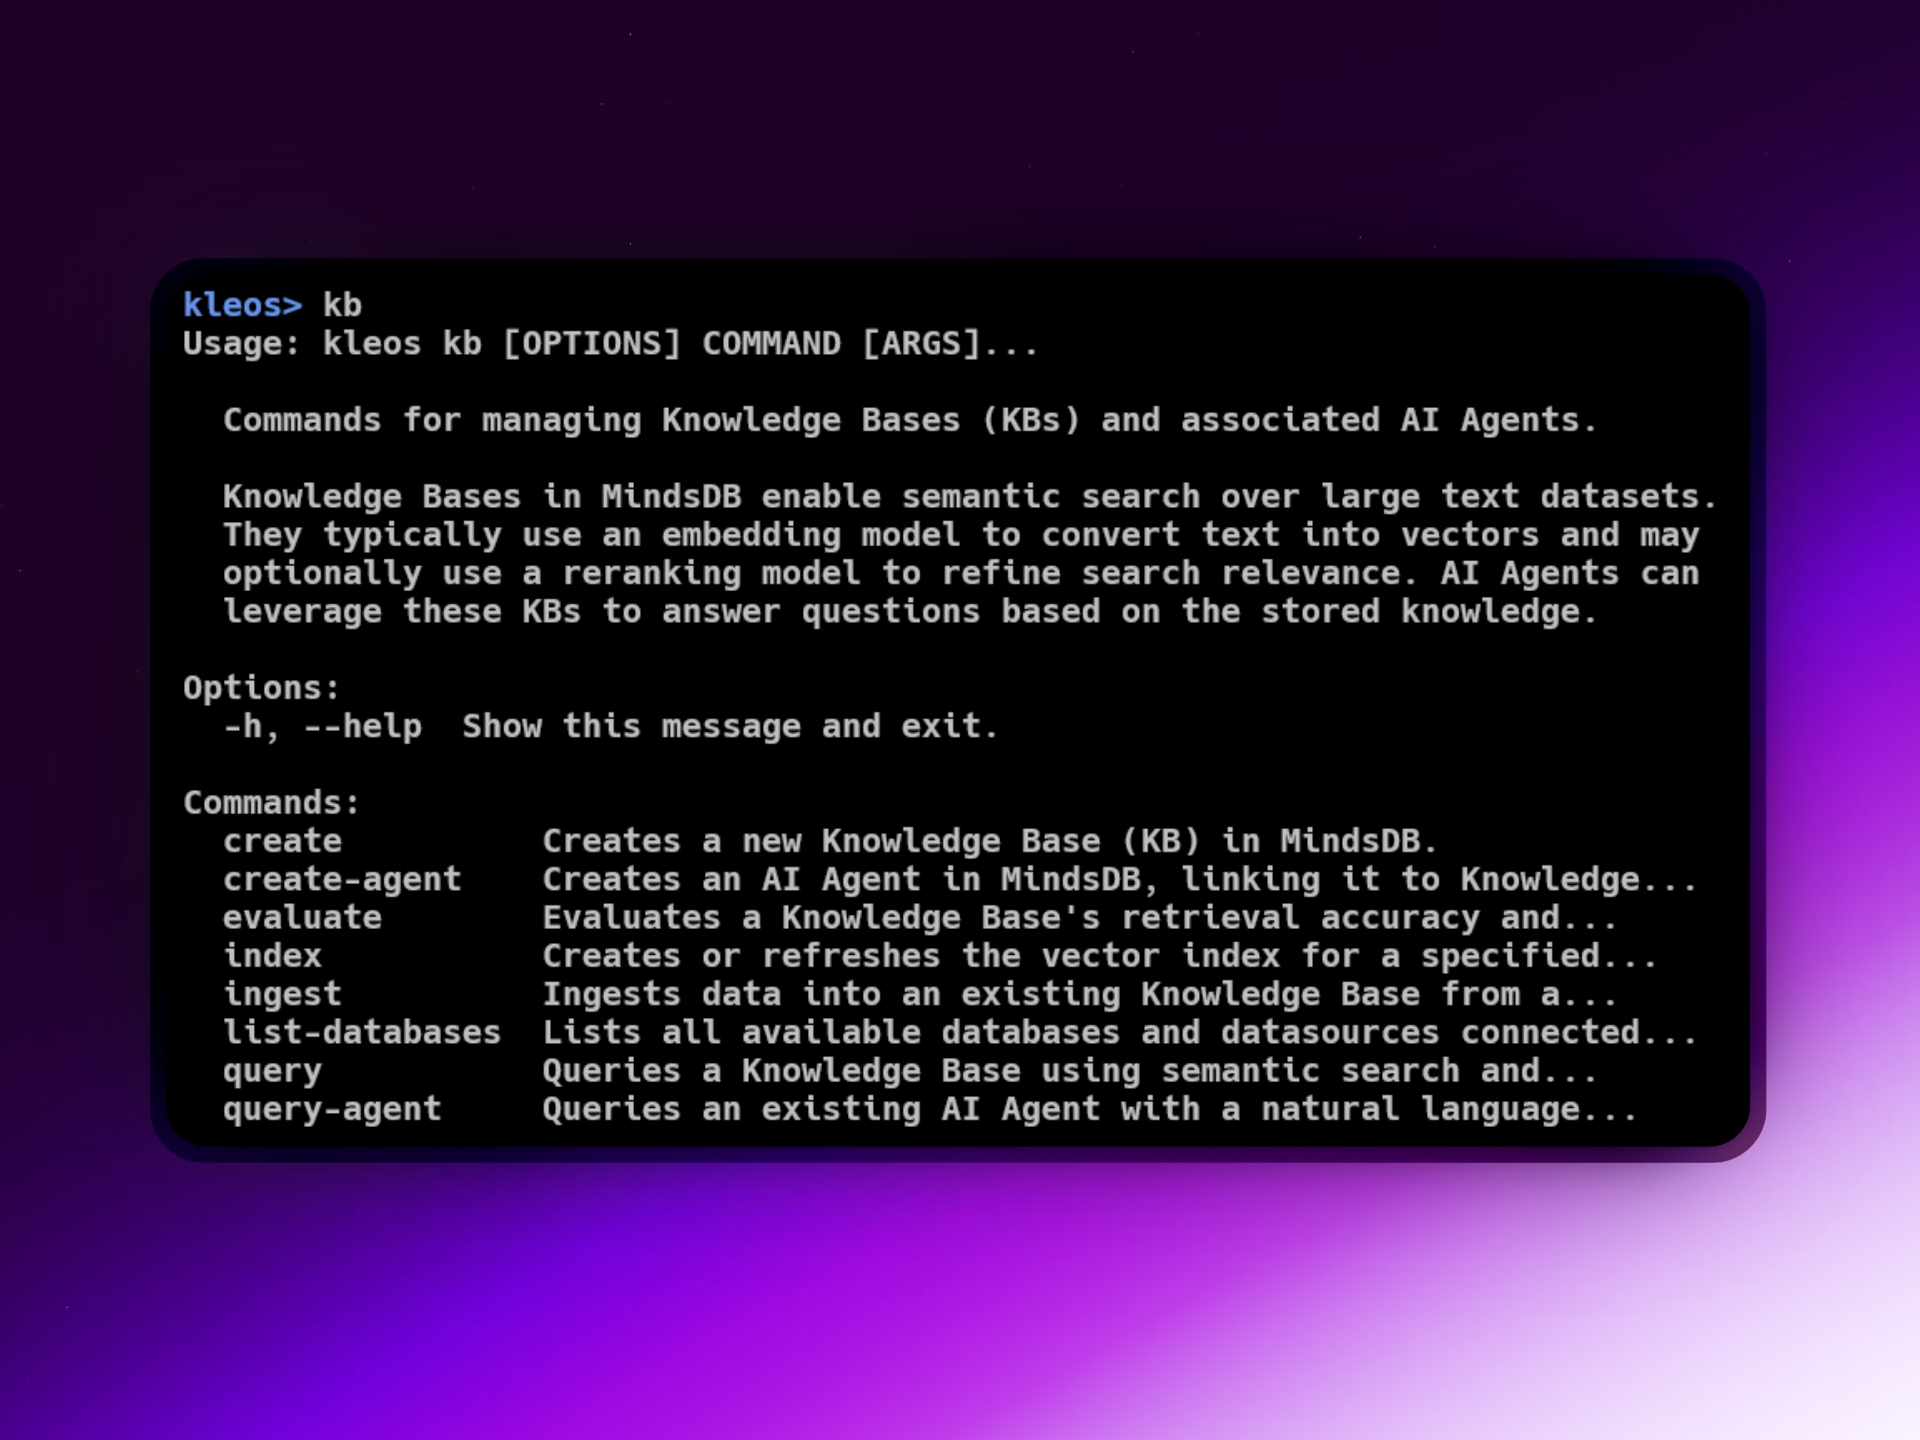 kleos> kb
Usage: kleos kb [OPTIONS] COMMAND [ARGS]...
Commands for managing Knowledge Bases (KBs) and associated AI Agents.
Knowledge Bases in MindsDB enable semantic search over large text datasets.
They typically use an embedding model to convert text into vectors and may
optionally use a reranking model to refine search relevance. AI Agents can
leverage these KBs to answer questions based on the stored knowledge.
Options:
-h, --help  Show this message and exit.
Commands:
create          Creates a new Knowledge Base (KB) in MindsDB.
create-agent    Creates an AI Agent in MindsDB, linking it to Knowledge...
evaluate        Evaluates a Knowledge Base's retrieval accuracy and...
index           Creates or refreshes the vector index for a specified...
ingest          Ingests data into an existing Knowledge Base from a...
list-databases  Lists all available databases and datasources connected...
query           Queries a Knowledge Base using semantic search and...
query-agent     Queries an existing AI Agent with a natural language...